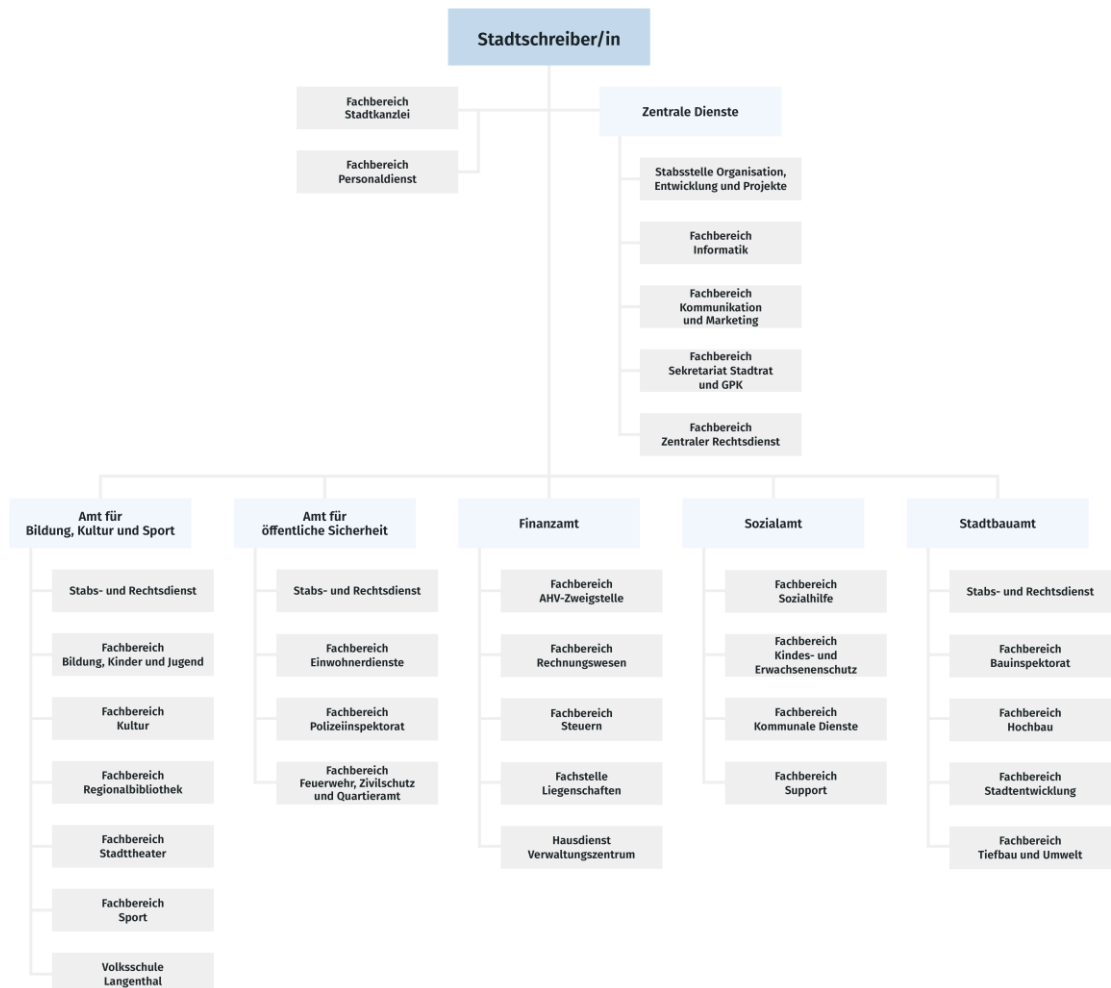 Stadtschreiber/in
Fachbereich
Stadtkanzlei
Fachbereich
Personaldienst
Zentrale Dienste
Stabsstelle Organisation,
Entwicklung und Projekte
Fachbereich
Informatik
Fachbereich
Kommunikation
und Marketing
Fachbereich
Sekretariat Stadtrat
und GPK
Fachbereich
Zentraler Rechtsdienst
Amt für
Bildung, Kultur und Sport
Stabs- und Rechtsdienst
Fachbereich
Bildung, Kinder und Jugend
Fachbereich
Kultur
Fachbereich
Regionalbibliothek
Fachbereich
Stadttheater
Fachbereich
Sport
Volksschule
Langenthal
Amt für
öffentliche Sicherheit
Stabs- und Rechtsdienst
Fachbereich
Einwohnerdienste
Fachbereich
Polizeiinspektorat
Fachbereich
Feuerwehr, Zivilschutz
und Quartieramt
Finanzamt
Fachbereich
AHV-Zweigstelle
Fachbereich
Rechnungswesen
Fachbereich
Steuern
Fachstelle
Liegenschaften
Hausdienst
Verwaltungszentrum
Sozialamt
Fachbereich
Sozialhilfe
Fachbereich
Kindes- und
Erwachsenenschutz
Fachbereich
Kommunale Dienste
Fachbereich
Support
Stadtbauamt
Stabs- und Rechtsdienst
Fachbereich
Bauinspektorat
Fachbereich
Hochbau
Fachbereich
Stadtentwicklung
Fachbereich
Tiefbau und Umwelt